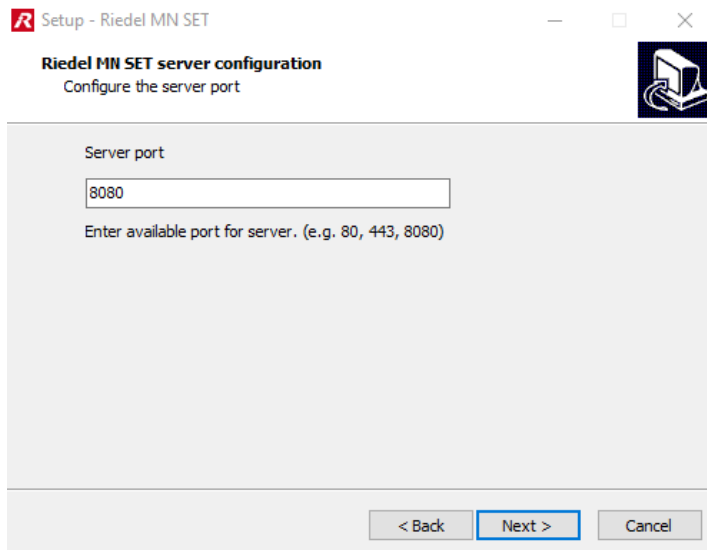 R Setup - Riedel MN SET
Riedel MN SET server configuration
Configure the server port
Server port
8080
Enter available port for server. (e.g. 80, 443, 8080)
< Back Next > Cancel